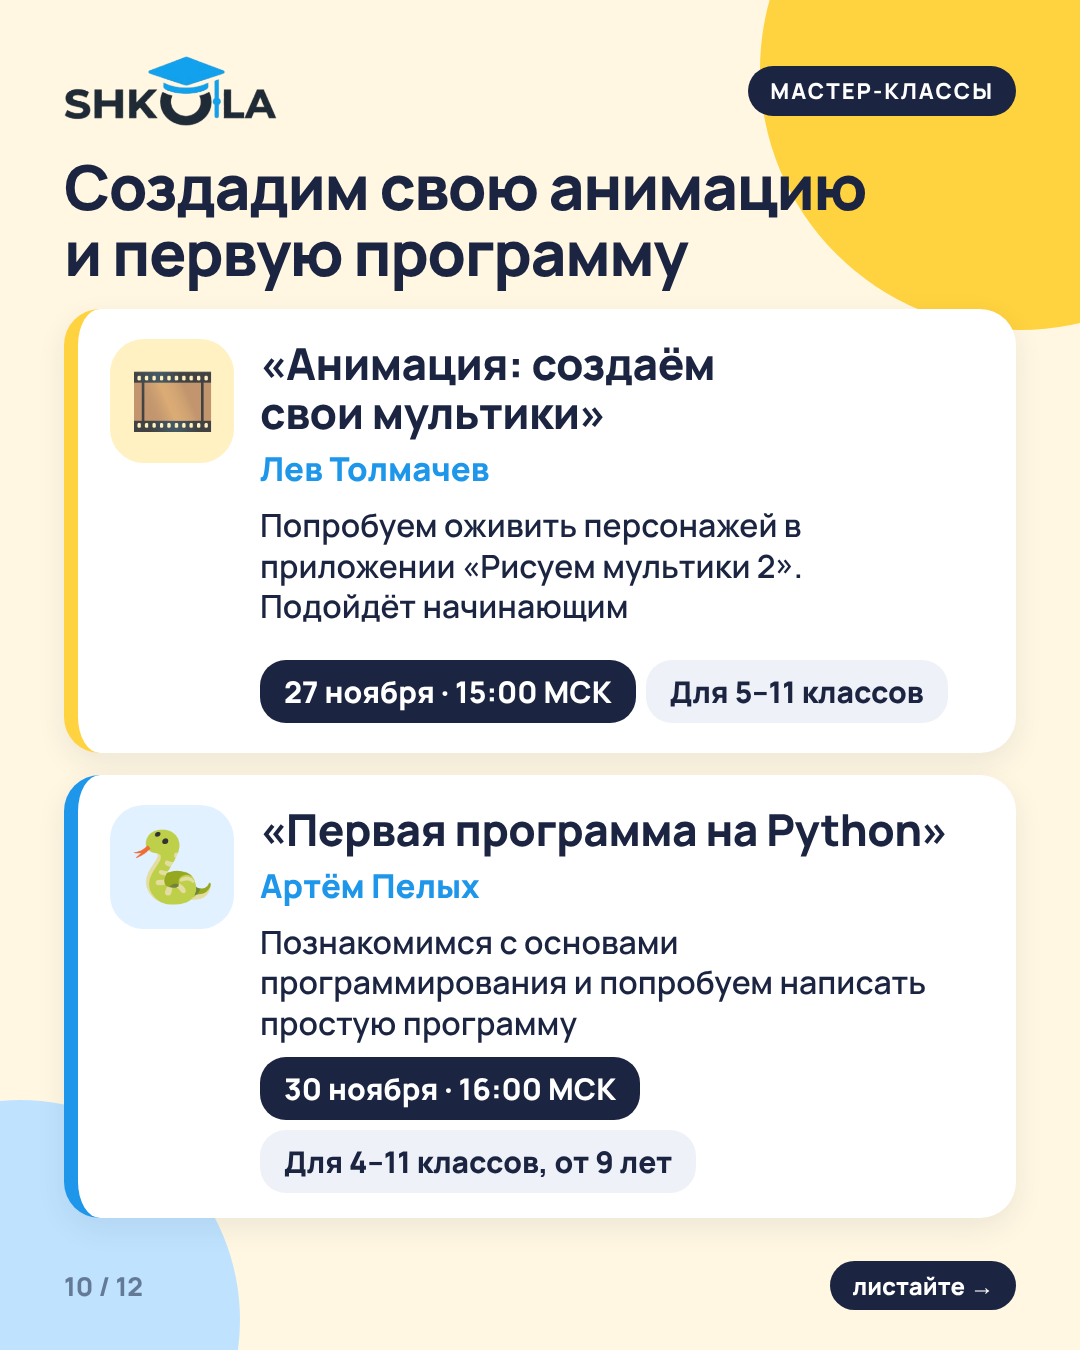 SHKOLA
МАСТЕР-КЛАССЫ
Создадим свою анимацию
и первую программу
«Анимация: создаём
свои мультики»
Лев Толмачев
Попробуем оживить персонажей в
приложении «Рисуем мультики 2».
Подойдёт начинающим
27 ноября · 15:00 МСК
Для 5–11 классов
«Первая программа на Python»
Артём Пелых
Познакомимся с основами
программирования и попробуем написать
простую программу
30 ноября · 16:00 МСК
Для 4–11 классов, от 9 лет
10 / 12
листайте →